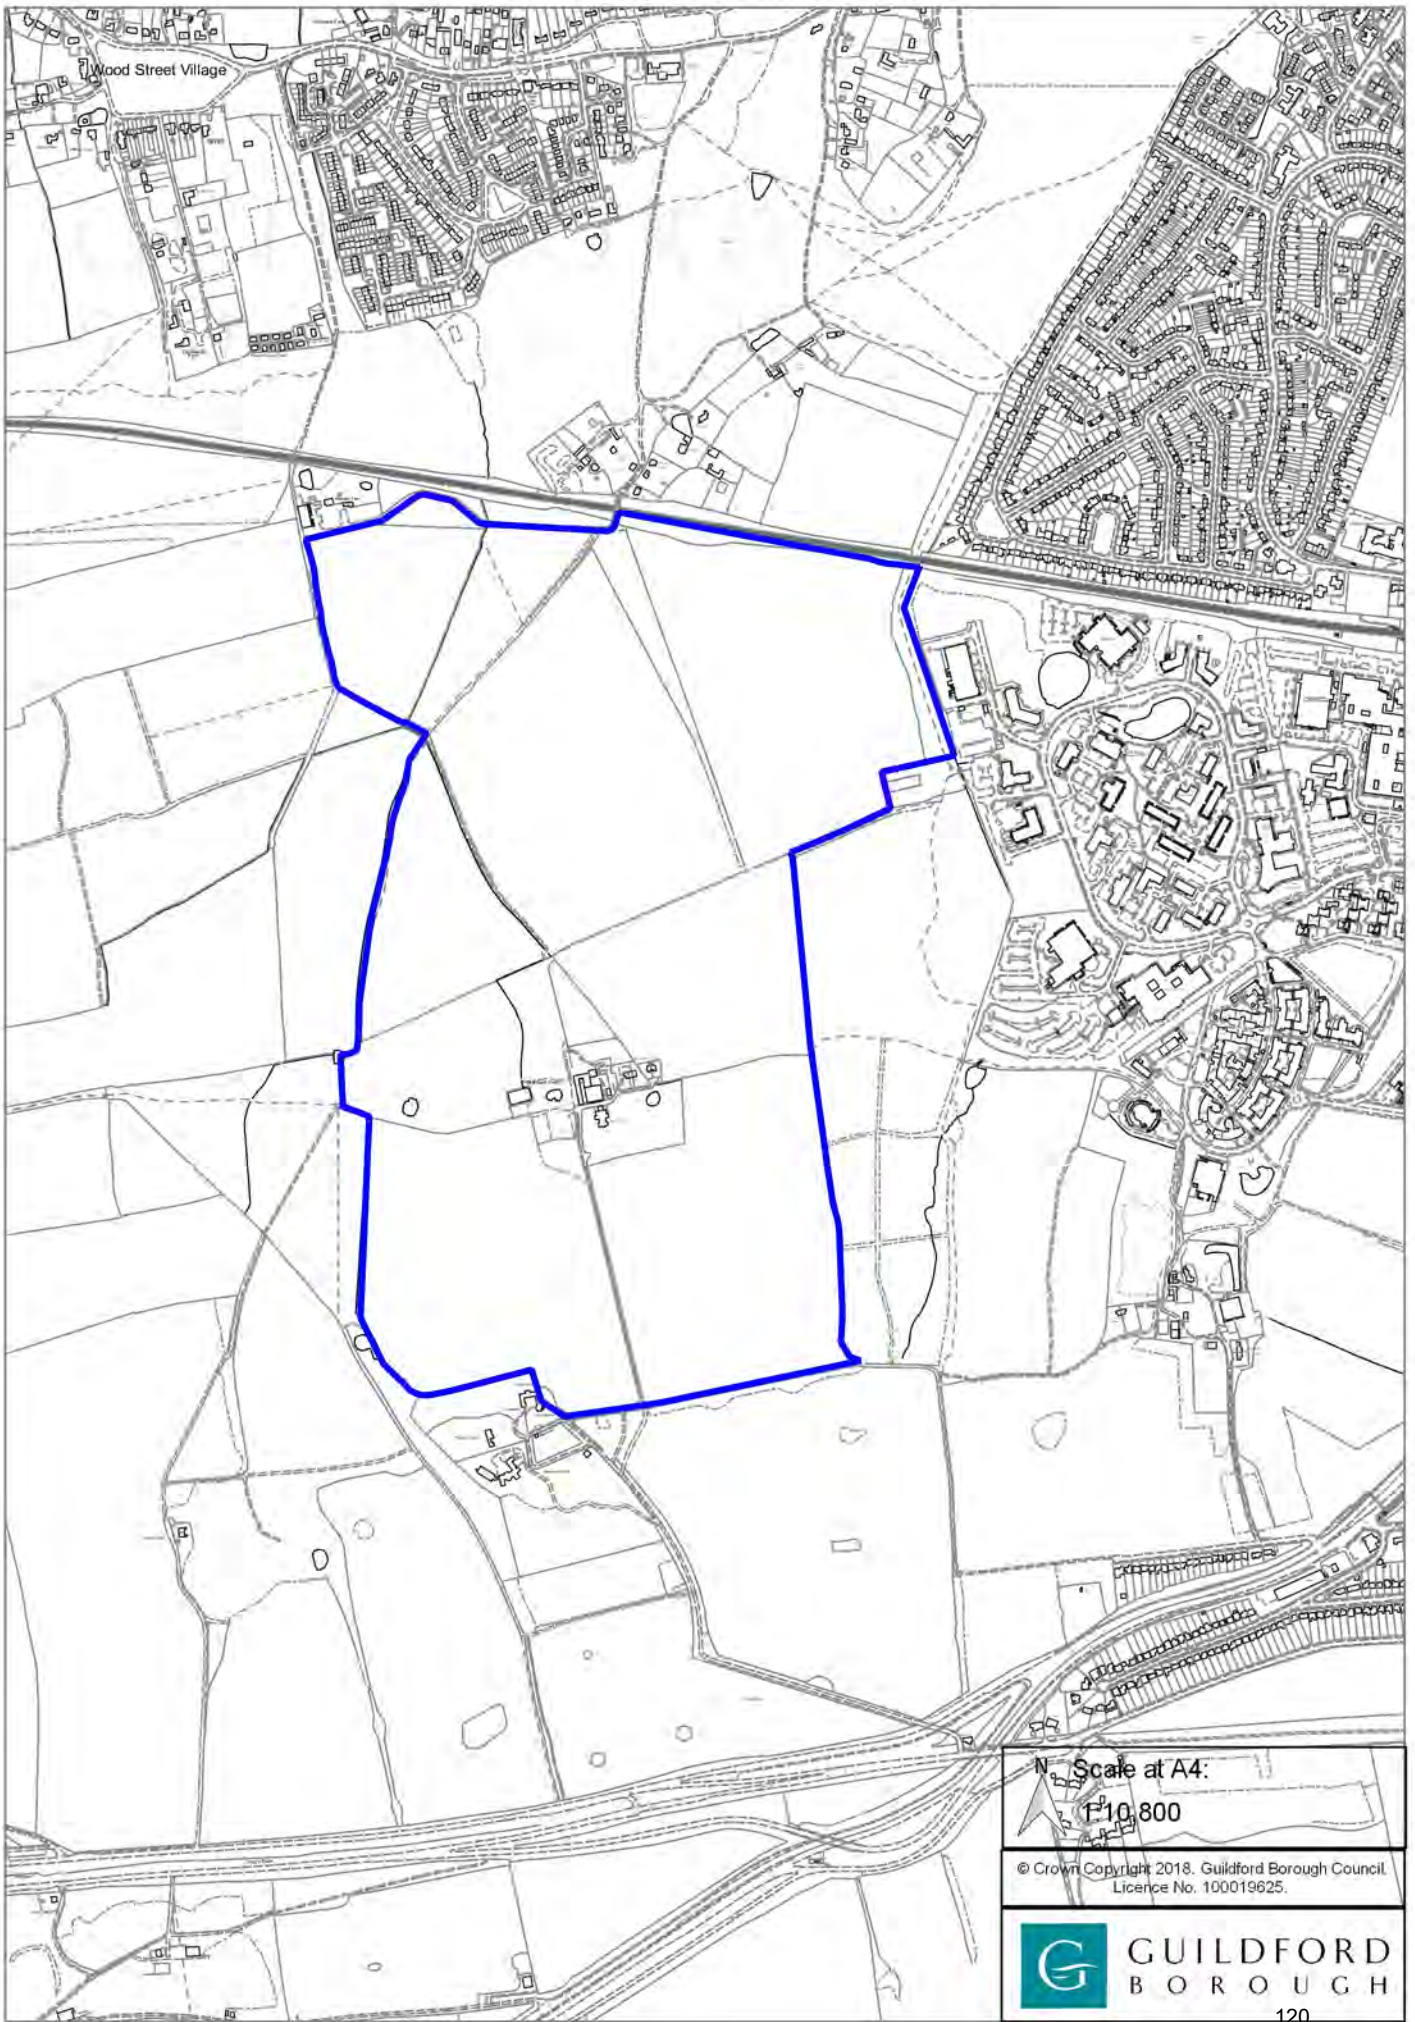 Wood Street Village
N
Scale at A4:
1:10,800
© Crown Copyright 2018. Guildford Borough Council.
Licence No. 100019625.
G
GUILDFORD
BOROUGH
120